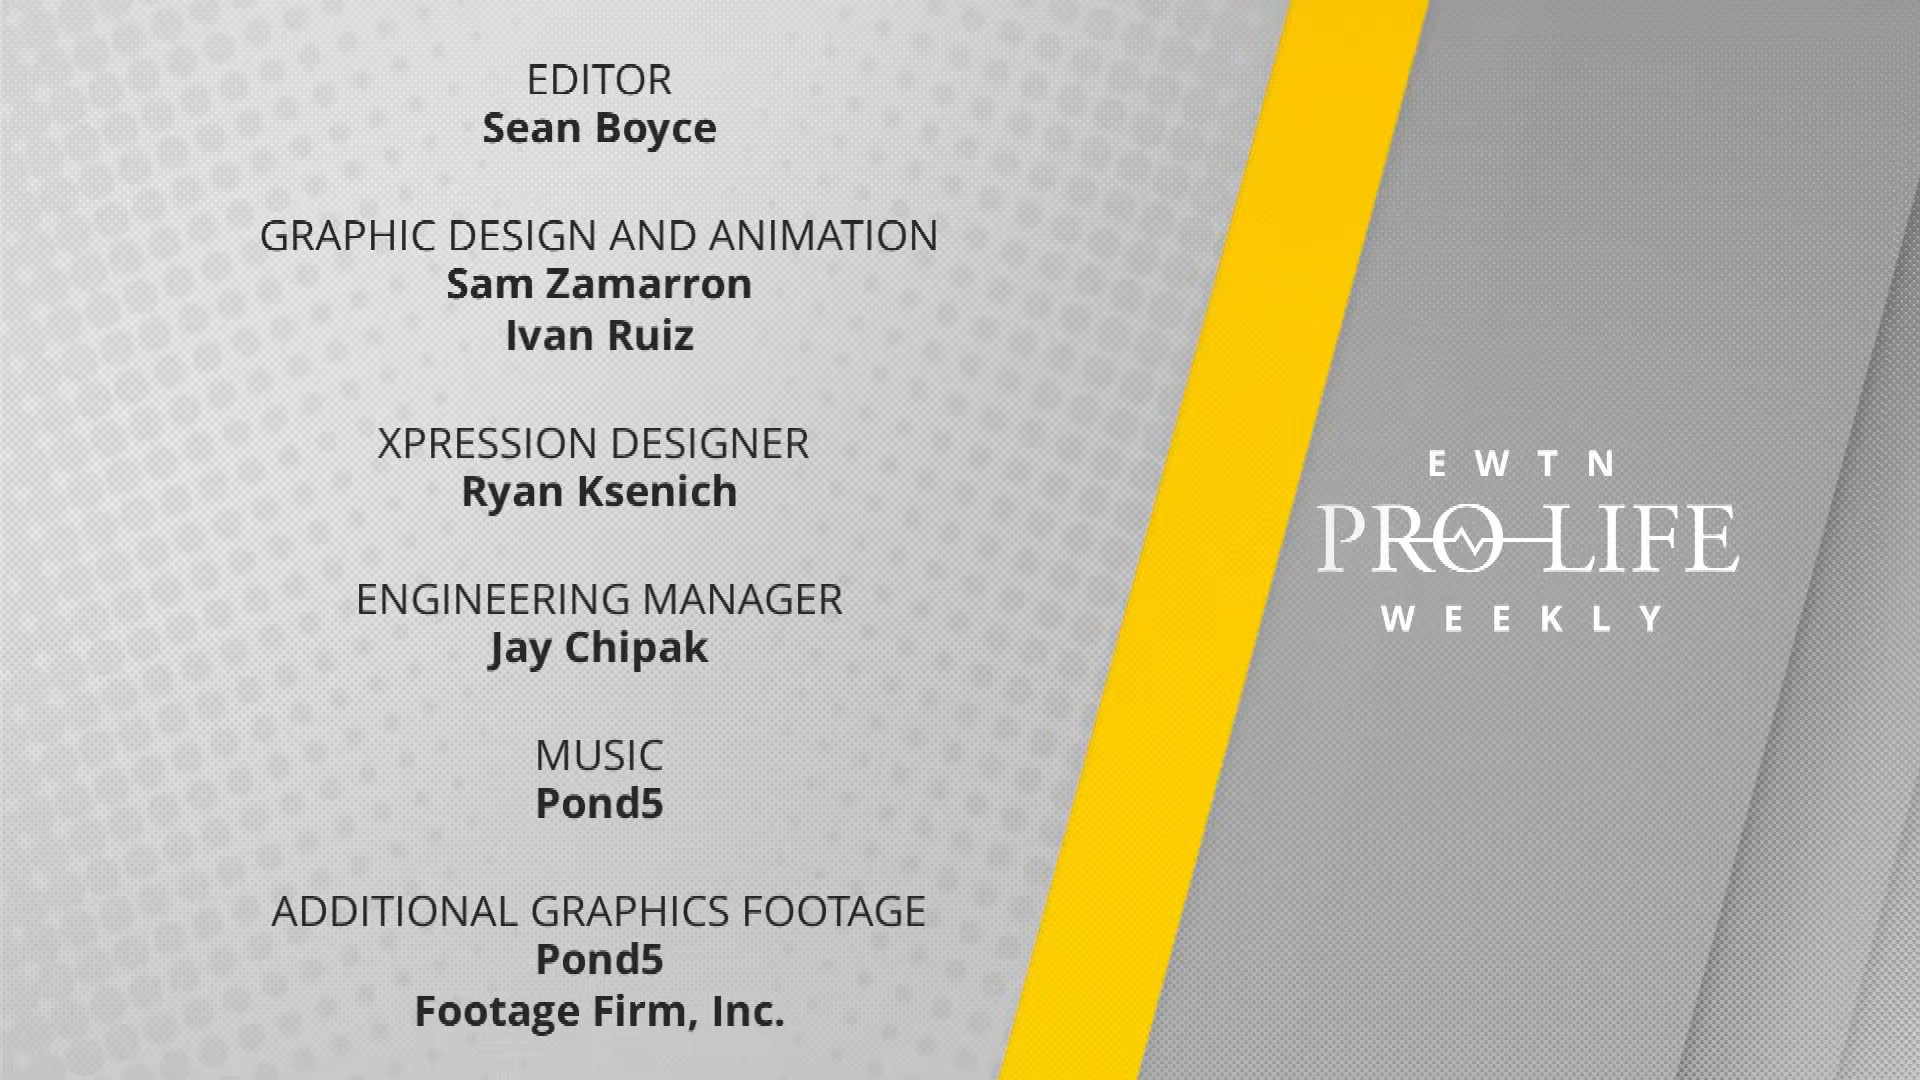 EDITOR
Sean Boyce
GRAPHIC DESIGN AND ANIMATION
Sam Zamarron
Ivan Ruiz
XPRESSION DESIGNER
Ryan Ksenich
ENGINEERING MANAGER
Jay Chipak
MUSIC
Pond5
ADDITIONAL GRAPHICS FOOTAGE
Pond5
Footage Firm, Inc.
EWTN
PRO-LIFE
WEEKLY